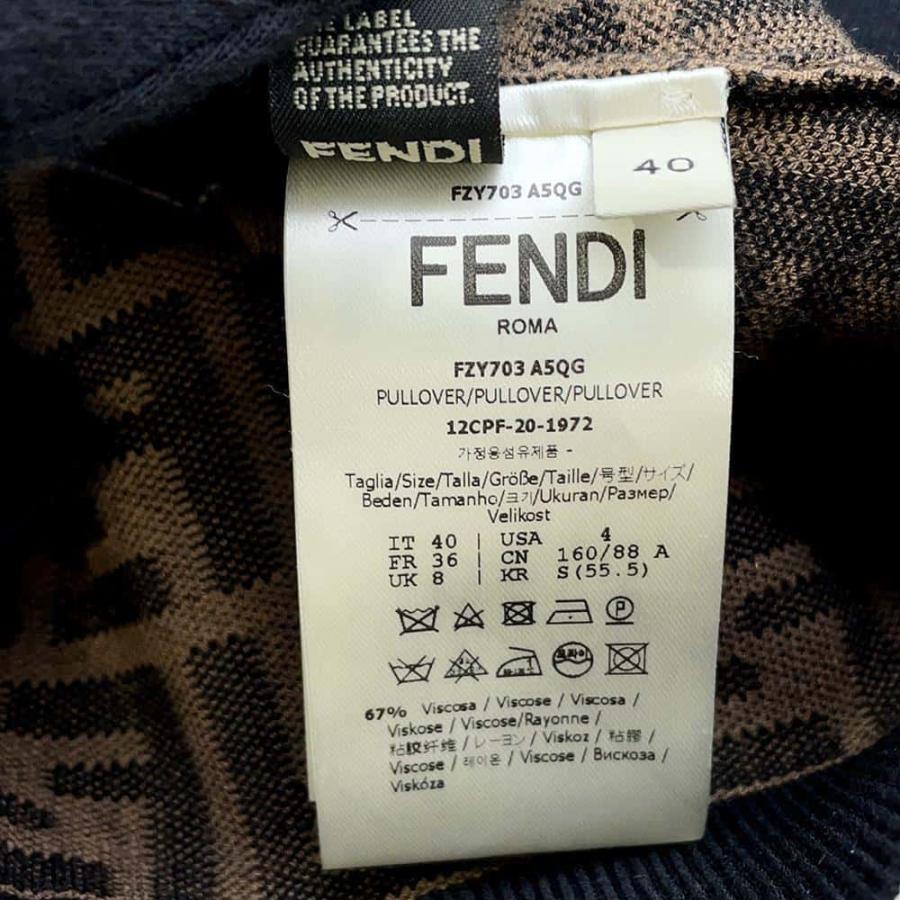 LABEL
GUARANTEES THE
AUTHENTICITY
OF THE PRODUCT.
FENDI
40
FZY703 A5QG
FENDI
ROMA
FZY703 A5QG
PULLOVER/PULLOVER/PULLOVER
12CPF-20-1972
가정용섬유제품 -
Taglia/Size/Talla/Größe/Taille/号型/サイズ/
Beden/Tamanho/크기/Ukuran/Размер/
Velikost
IT 40 | USA 4
FR 36 | CN 160/88 A
UK 8 | KR S(55.5)
P
67% Viscosa / Viscose / Viscosa /
Viskose / Viscose/Rayonne /
粘胶纤维 / レーヨン / Viskoz / 粘膠 /
Viscose / 레이온 / Viscose / Вискоза /
Viskóza